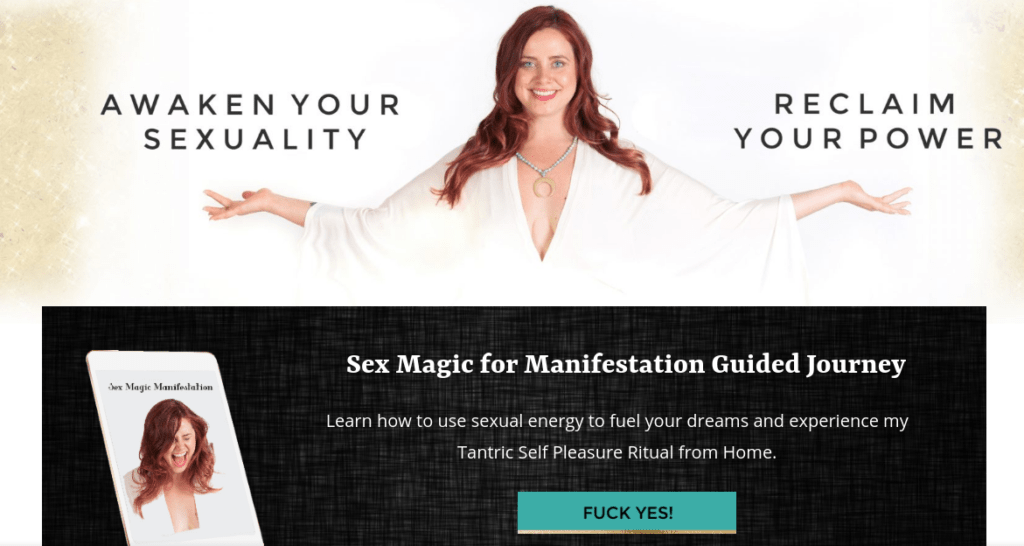 AWAKEN YOUR
SEXUALITY
RECLAIM
YOUR POWER
Sex Magic for Manifestation Guided Journey
Sex Magic Manifestation
Learn how to use sexual energy to fuel your dreams and experience my
Tantric Self Pleasure Ritual from Home.
FUCK YES!